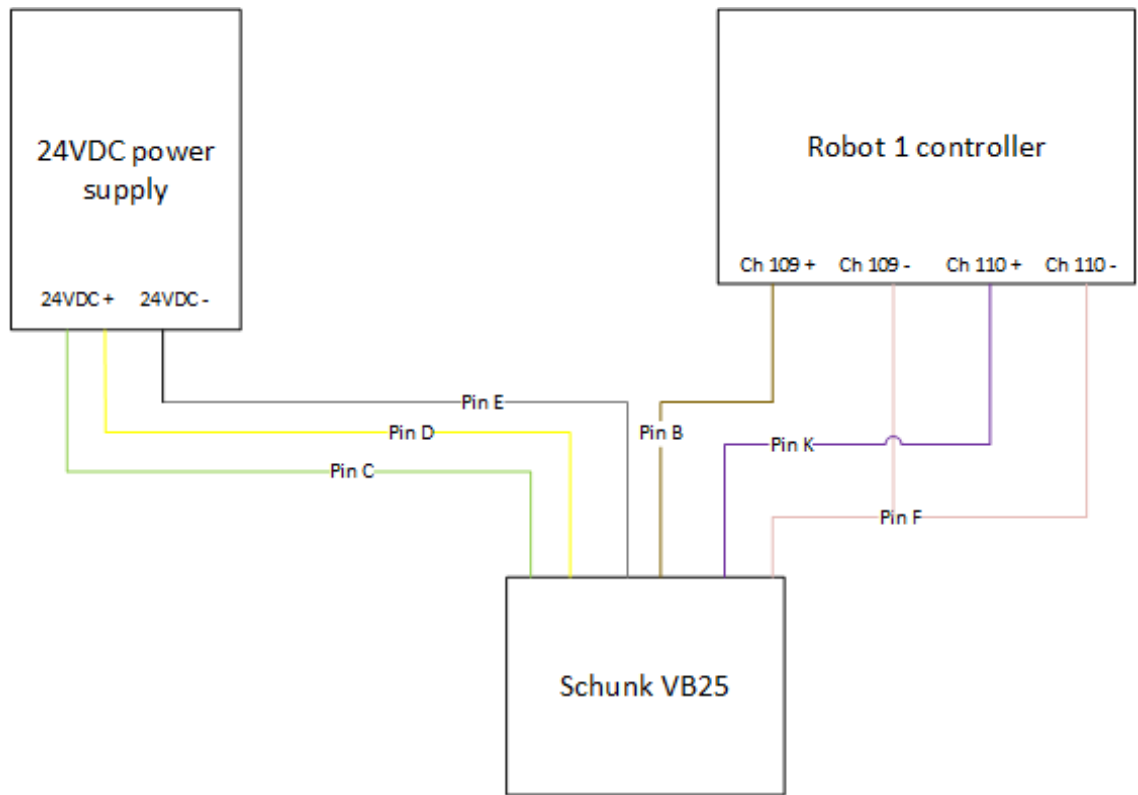 24VDC power
supply
24VDC + 24VDC -
Robot 1 controller
Ch 109 + Ch 109 - Ch 110 + Ch 110 -
Pin E
Pin D
Pin B
Pin K
Pin C
Pin F
Schunk VB25